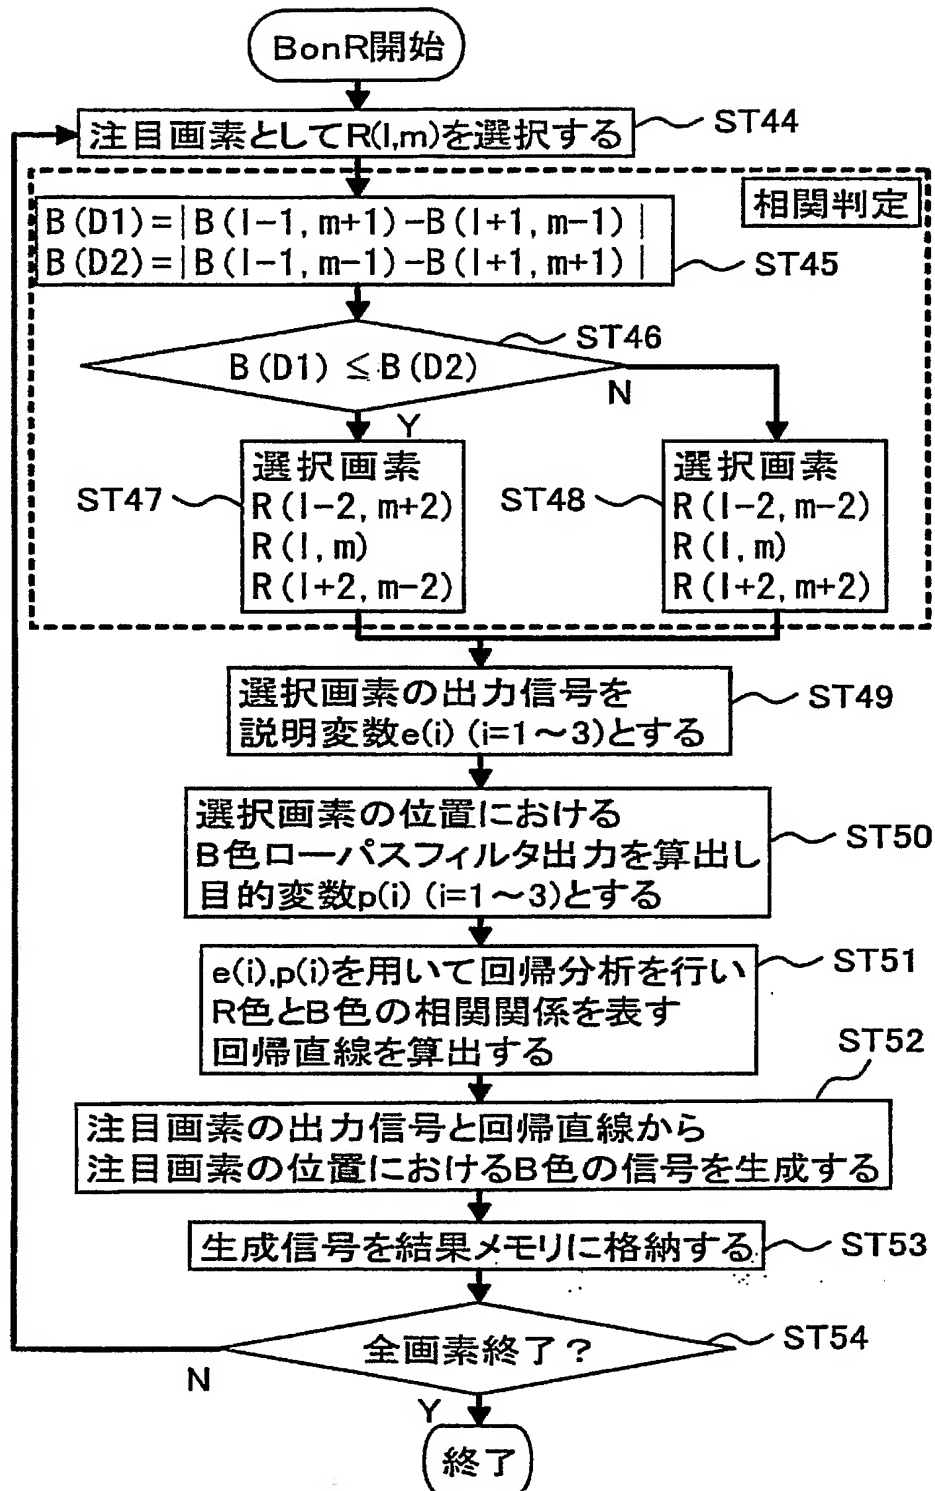 BonR開始
注目画素としてR(l,m)を選択する
ST44
相関判定
B(D1)=|B(l-1,m+1)-B(l+1,m-1)|
B(D2)=|B(l-1,m-1)-B(l+1,m+1)|
ST45
ST46
B(D1)≤B(D2)
N
Y
ST47
選択画素
R(l-2,m+2)
R(l,m)
R(l+2,m-2)
ST48
選択画素
R(l-2,m-2)
R(l,m)
R(l+2,m+2)
選択画素の出力信号を
説明変数e(i) (i=1～3)とする
ST49
選択画素の位置における
B色ローパスフィルタ出力を算出し
目的変数p(i) (i=1～3)とする
ST50
e(i),p(i)を用いて回帰分析を行い
R色とB色の相関関係を表す
回帰直線を算出する
ST51
ST52
注目画素の出力信号と回帰直線から
注目画素の位置におけるB色の信号を生成する
生成信号を結果メモリに格納する
ST53
全画素終了?
ST54
N
Y
終了